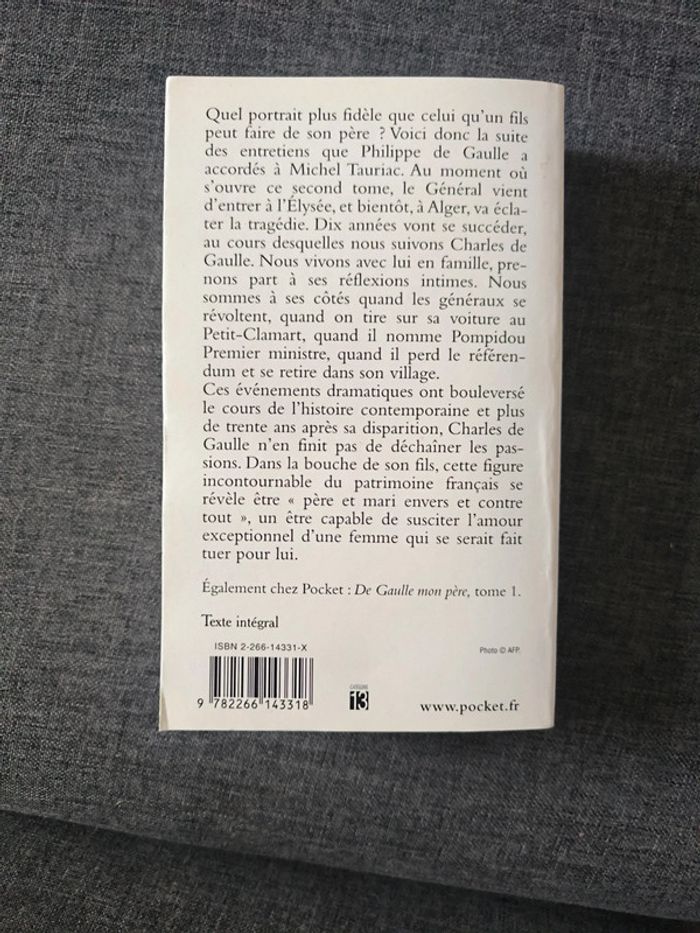 Quel portrait plus fidèle que celui qu'un fils
peut faire de son père ? Voici donc la suite
des entretiens que Philippe de Gaulle a
accordés à Michel Tauriac. Au moment où
s'ouvre ce second tome, le Général vient
d'entrer à l'Élysée, et bientôt, à Alger, va écla-
ter la tragédie. Dix années vont se succéder,
au cours desquelles nous suivons Charles de
Gaulle. Nous vivons avec lui en famille, pre-
nons part à ses réflexions intimes. Nous
sommes à ses côtés quand les généraux se
révoltent, quand on tire sur sa voiture au
Petit-Clamart, quand il nomme Pompidou
Premier ministre, quand il perd le référen-
dum et se retire dans son village.
Ces événements dramatiques ont bouleversé
le cours de l'histoire contemporaine et plus
de trente ans après sa disparition, Charles de
Gaulle n'en finit pas de déchaîner les pas-
sions. Dans la bouche de son fils, cette figure
incontournable du patrimoine français se
révèle être « père et mari envers et contre
tout », un être capable de susciter l'amour
exceptionnel d'une femme qui se serait fait
tuer pour lui.
Également chez Pocket : De Gaulle mon père, tome 1.
Texte intégral
ISBN 2-266-14331-X
Photo © AFP.
9 782266 143318
CATÉGORIE
13
www.pocket.fr